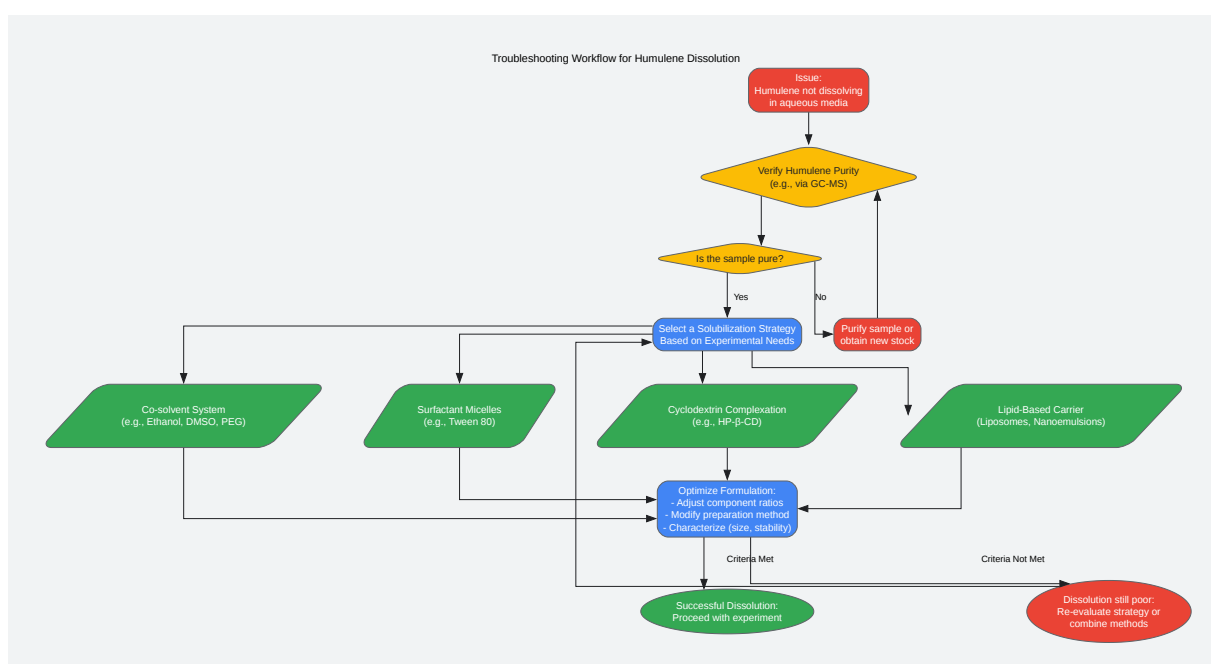 Troubleshooting Workflow for Humulene Dissolution
Issue:
Humulene not dissolving
in aqueous media
Verify Humulene Purity
(e.g., via GC-MS)
Is the sample pure?
Yes
No
Select a Solubilization Strategy
Based on Experimental Needs
Purify sample or
obtain new stock
Co-solvent System
(e.g., Ethanol, DMSO, PEG)
Surfactant Micelles
(e.g., Tween 80)
Cyclodextrin Complexation
(e.g., HP-β-CD)
Lipid-Based Carrier
(Liposomes, Nanoemulsions)
Optimize Formulation:
- Adjust component ratios
- Modify preparation method
- Characterize (size, stability)
Criteria Met
Criteria Not Met
Successful Dissolution:
Proceed with experiment
Dissolution still poor:
Re-evaluate strategy or
combine methods